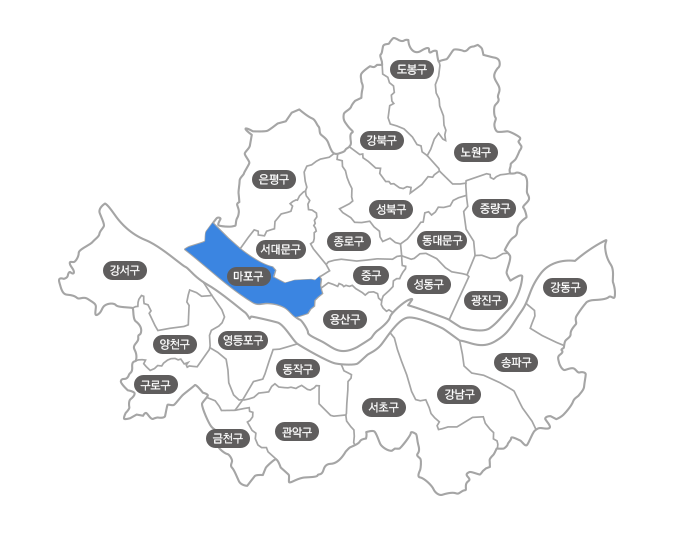 도봉구
강북구
노원구
은평구
성북구
중랑구
서대문구
종로구
동대문구
강서구
마포구
중구
성동구
강동구
광진구
용산구
양천구
영등포구
송파구
동작구
구로구
강남구
서초구
금천구
관악구